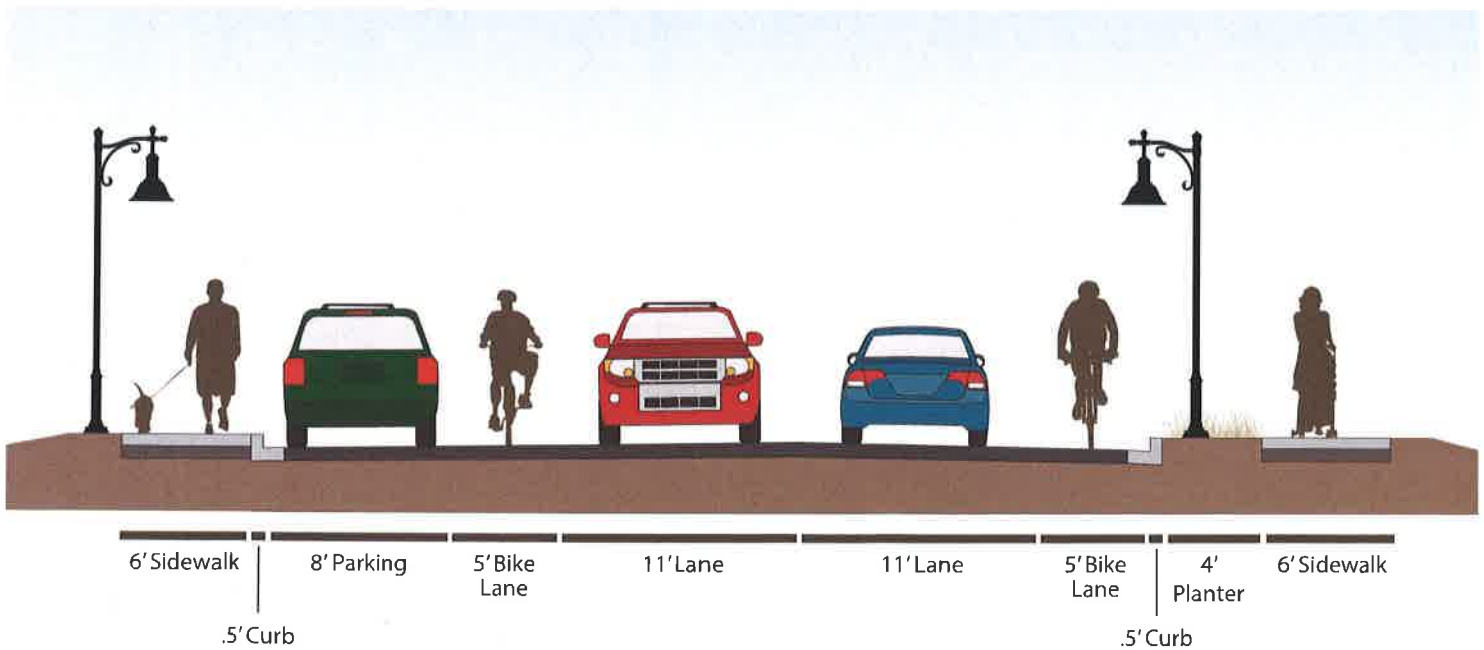 6' Sidewalk
.5' Curb
8' Parking
5' Bike
Lane
11' Lane
11' Lane
5' Bike
Lane
.5' Curb
4'
Planter
6' Sidewalk